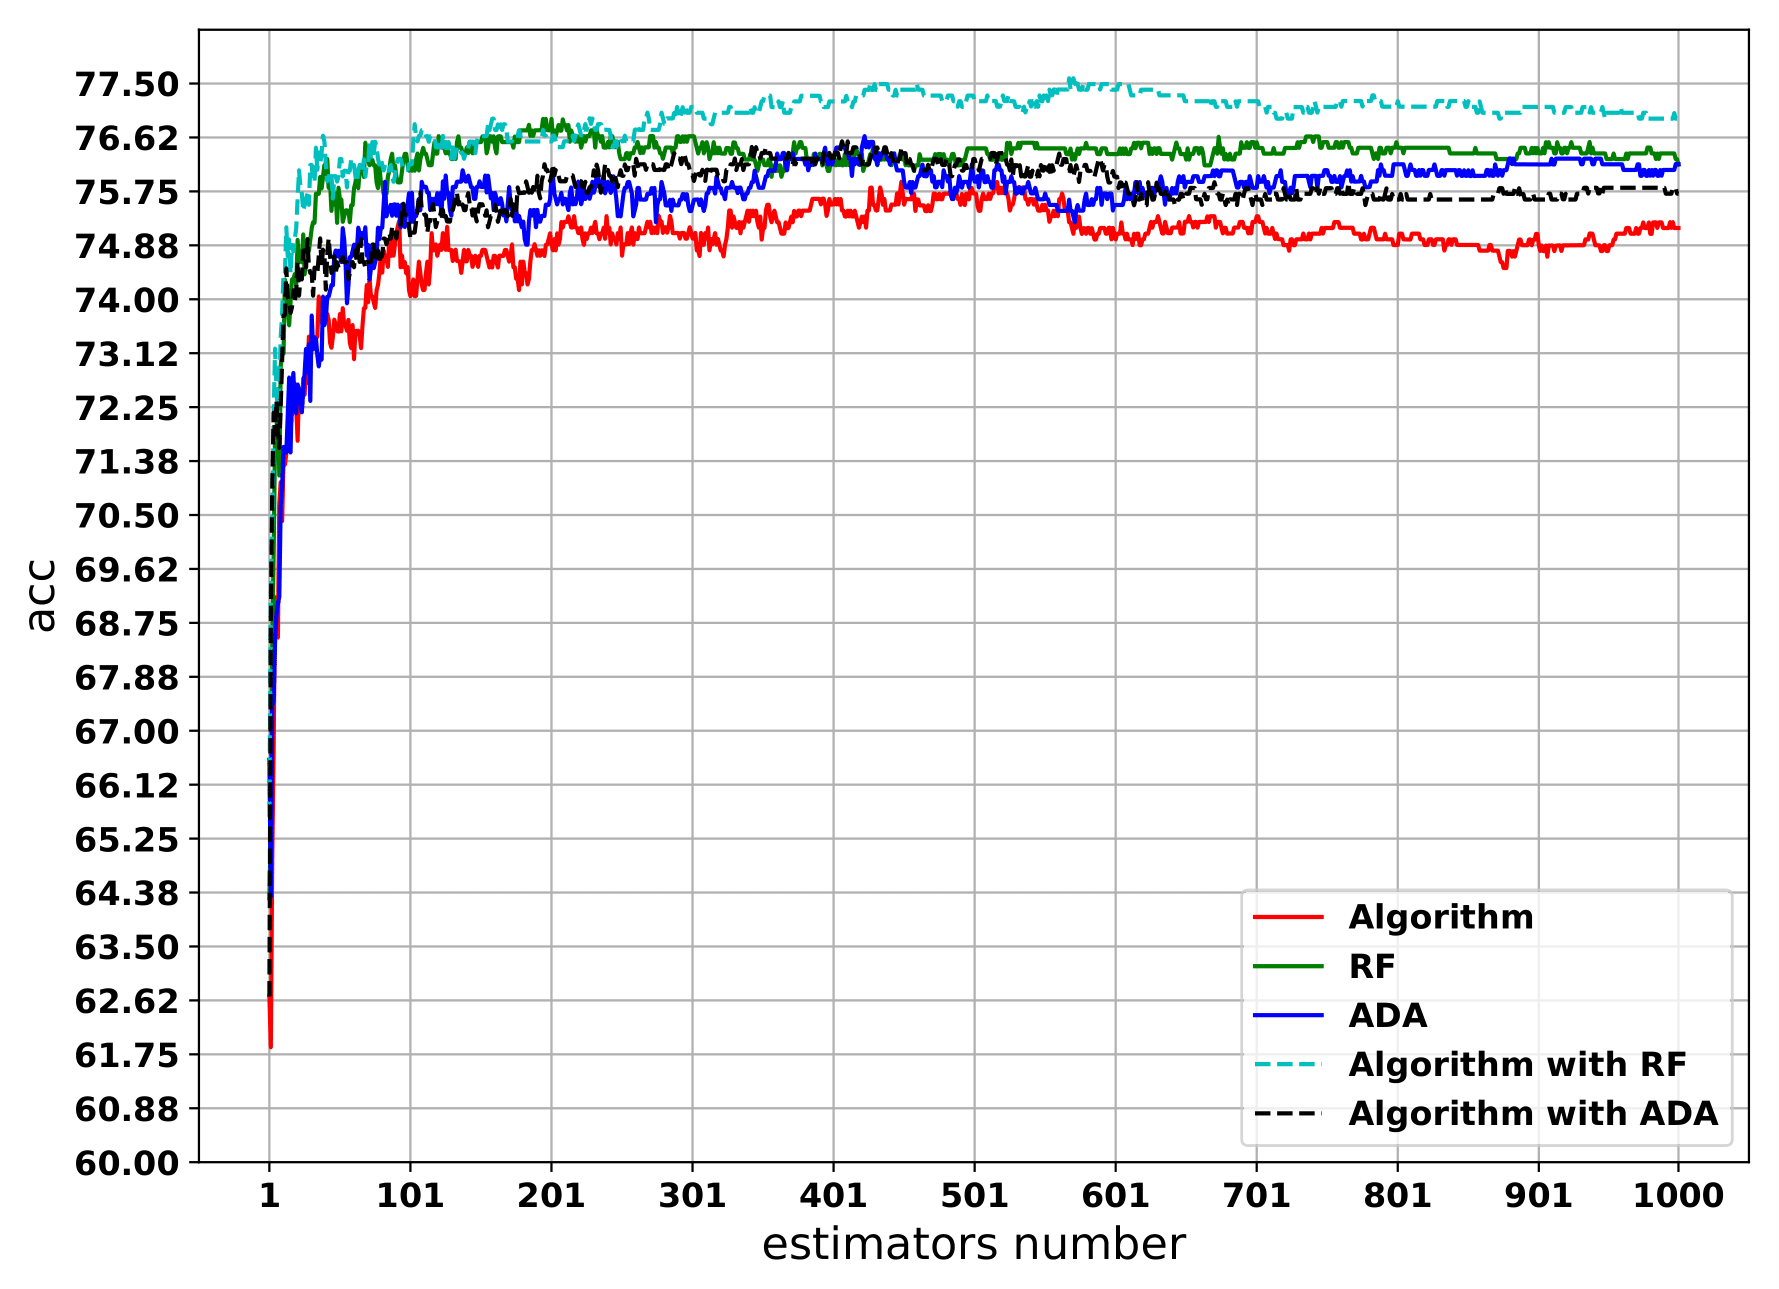 77.50
76.62
75.75
74.88
74.00
73.12
72.25
71.38
70.50
69.62
68.75
67.88
67.00
66.12
65.25
64.38
63.50
62.62
61.75
60.88
60.00
acc
Algorithm
RF
ADA
Algorithm with RF
Algorithm with ADA
1 101 201 301 401 501 601 701 801 901 1000
estimators number